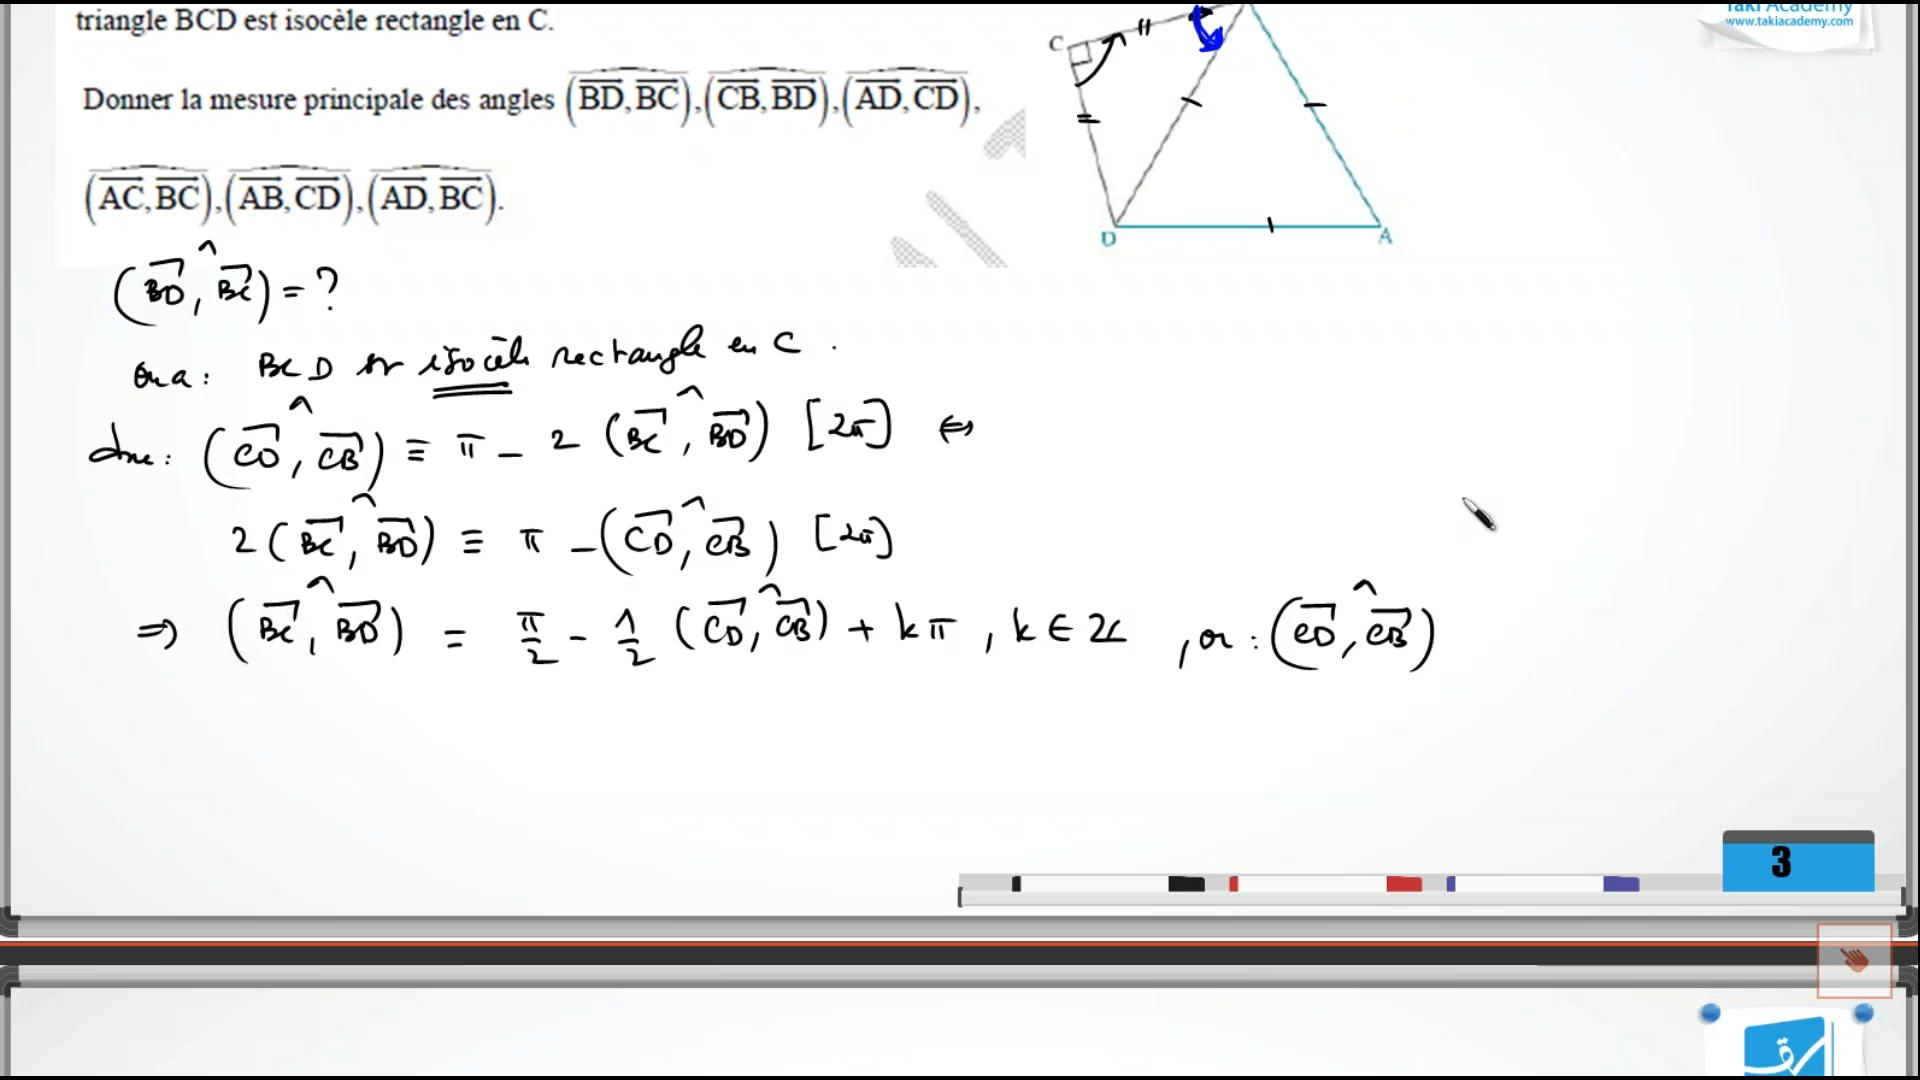 triangle BCD est isocèle rectangle en C.
Donner la mesure principale des angles (BD, BC), (CB, BD), (AD, CD),
(AC, BC), (AB, CD), (AD, BC).
Taki Academy
www.takiacademy.com
C
D
A
(BD, BC) = ?
On a : BCD est isocèle rectangle en C .
donc : (CD, CB) ≡ π - 2 (BC, BD) [2π] ⇔
2 (BC, BD) ≡ π - (CD, CB) [2π]
⇒ (BC, BD) = π/2 - 1/2 (CD, CB) + kπ , k ∈ ℤ , or : (CD, CB)
3